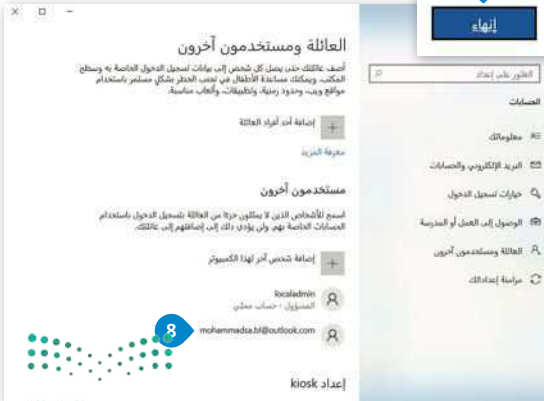 إنهاء
العثور على إعداد
الحسابات
معلوماتك
البريد الإلكتروني والحسابات
خيارات تسجيل الدخول
الوصول إلى العمل أو المدرسة
العائلة ومستخدمون آخرون
مزامنة إعداداتك
العائلة ومستخدمون آخرون
أضف عائلتك حتى يصل كل شخص إلى بيانات تسجيل الدخول الخاصة به وسطح
المكتب. ويمكنك مساعدة الأطفال في تجنب الخطر بشكل مستمر باستخدام
مواقع ويب، وحدود زمنية، وتطبيقات، وألعاب مناسبة.
إضافة أحد أفراد العائلة
معرفة المزيد
مستخدمون آخرون
اسمح للأشخاص الذين لا يمثلون جزءًا من العائلة بتسجيل الدخول باستخدام
الحسابات الخاصة بهم. ولن يؤدي ذلك إلى إضافتهم إلى عائلتك.
إضافة شخص آخر لهذا الكمبيوتر
localadmin
المسؤول - حساب محلي
8
mohammadsa.bl@outlook.com
إعداد kiosk